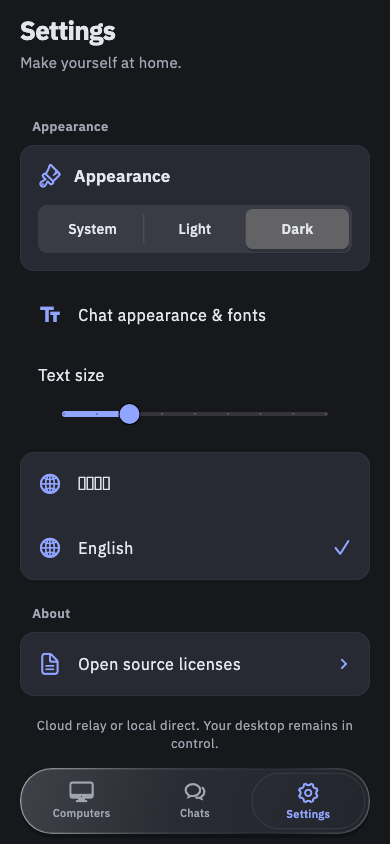 Settings
Make yourself at home.
Appearance
Appearance
System
Light
Dark
Chat appearance & fonts
Text size
English
About
Open source licenses
Cloud relay or local direct. Your desktop remains in
control.
Computers
Chats
Settings